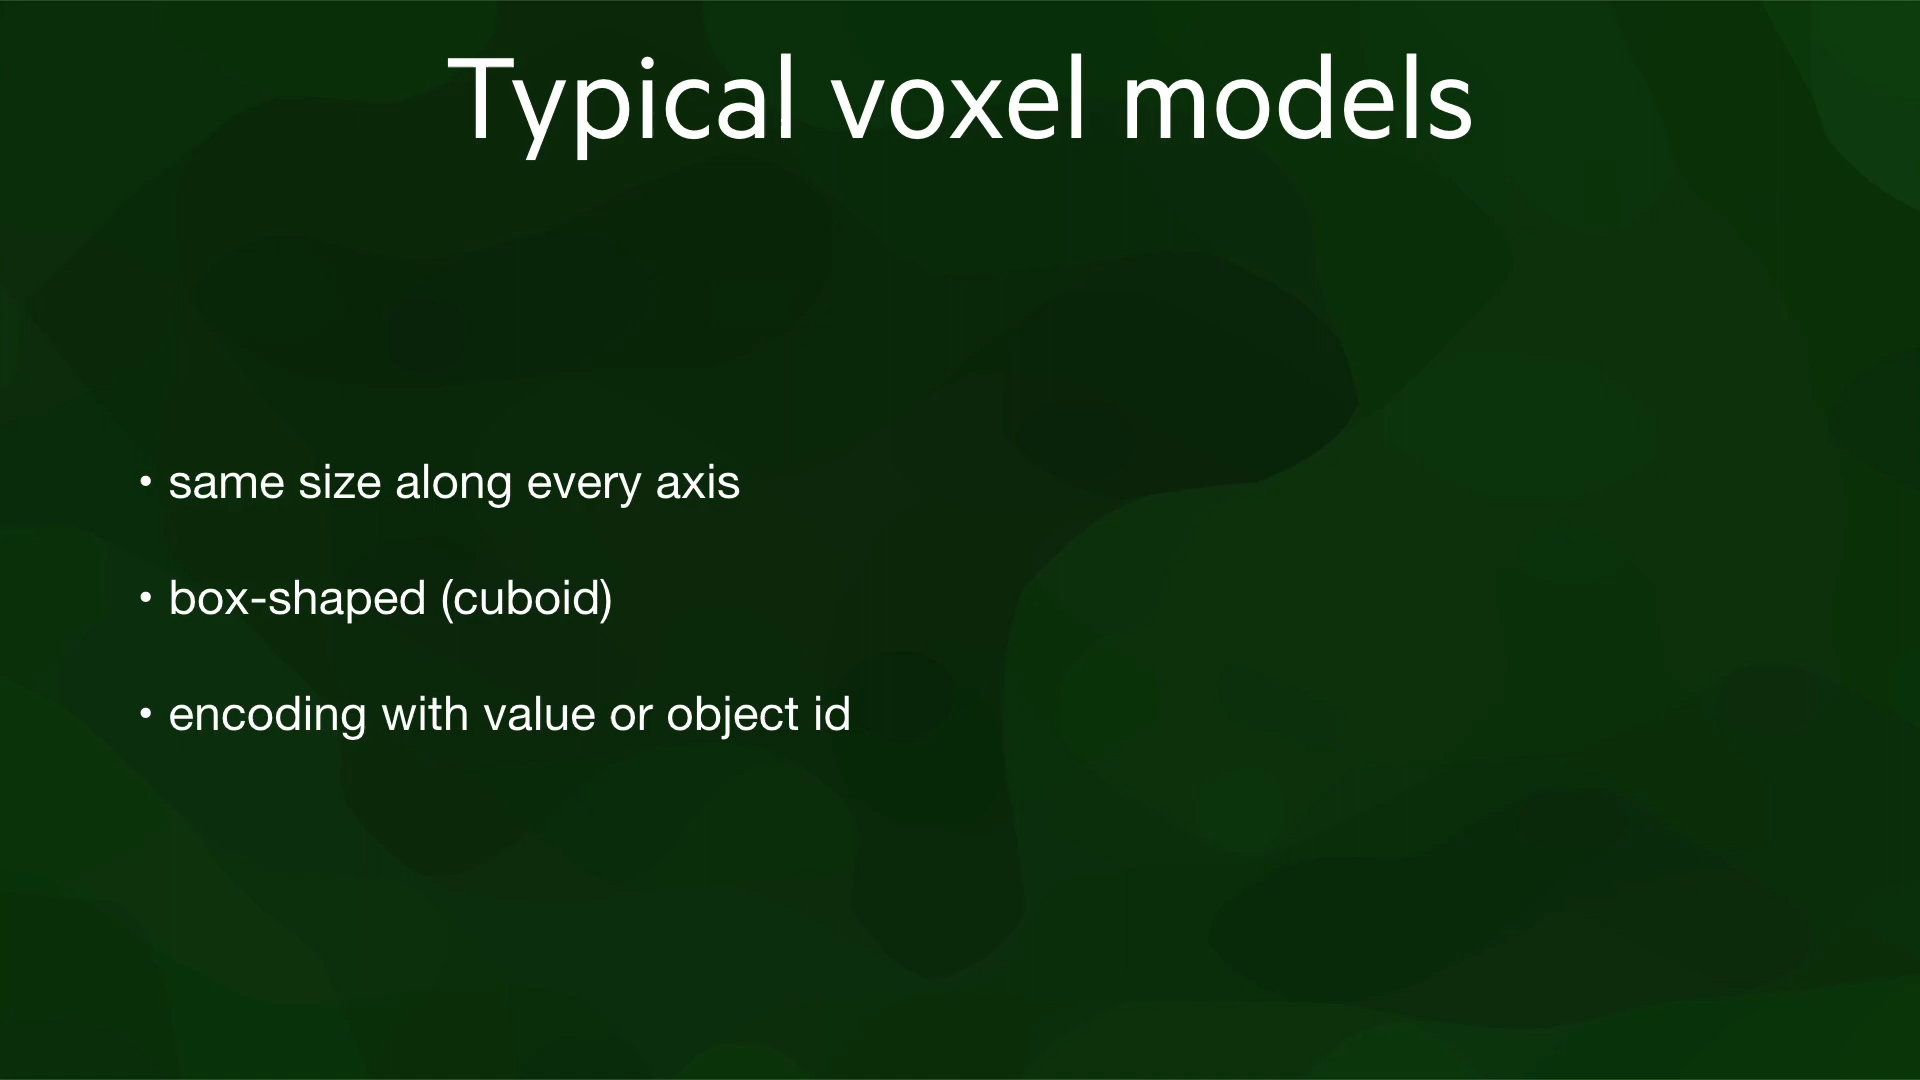 Typical voxel models
• same size along every axis
• box-shaped (cuboid)
• encoding with value or object id